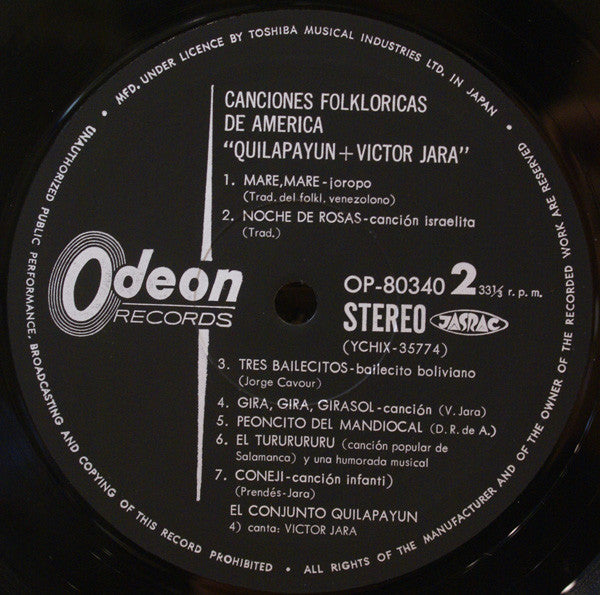 MFD. UNDER LICENCE BY TOSHIBA MUSICAL INDUSTRIES LTD. IN JAPAN •
CANCIONES FOLKLORICAS
DE AMERICA
"QUILAPAYUN+VICTOR JARA"
1. MARE, MARE-joropo
(Trad. del folkl. venezolono)
2. NOCHE DE ROSAS-canción israelita
(Trad.)
Odeon
RECORDS
OP-80340 2 33⅓ r. p. m.
STEREO JASRAC
(YCHIX-35774)
3. TRES BAILECITOS-bailecito boliviano
(Jorge Cavour)
4. GIRA, GIRA, GIRASOL-canción (V. Jara)
5. PEONCITO DEL MANDIOCAL (D. R. de A.)
6. EL TURURURURU (canción popular de
Salamanca) y una humorada musical
7. CONEJI-canción infanti)
(Prendés-Jara)
EL CONJUNTO QUILAPAYUN
4) canta: VICTOR JARA
UNAUTHORIZED PUBLIC PERFORMANCE, BROADCASTING AND COPYING OF THIS RECORD PROHIBITED • ALL RIGHTS OF THE MANUFACTURER AND OF THE OWNER OF THE RECORDED WORK ARE RESERVED